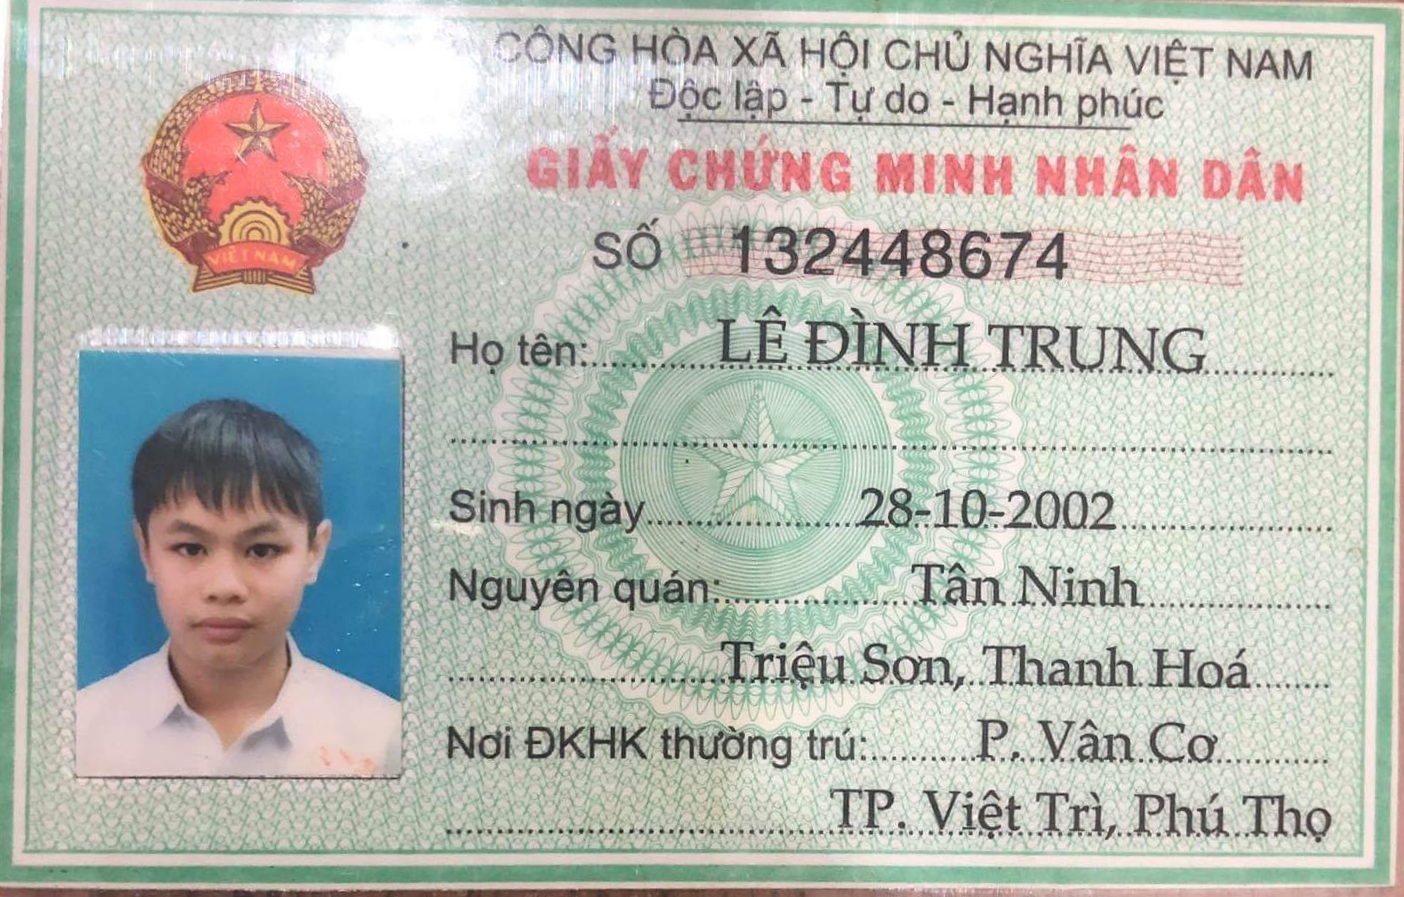 CỘNG HÒA XÃ HỘI CHỦ NGHĨA VIỆT NAM
Độc lập - Tự do - Hạnh phúc
GIẤY CHỨNG MINH NHÂN DÂN
SỐ 132448674
VIỆT NAM
Họ tên: LÊ ĐÌNH TRUNG
Sinh ngày 28-10-2002
Nguyên quán: Tân Ninh
Triệu Sơn, Thanh Hoá
Nơi ĐKHK thường trú: P. Vân Cơ
TP. Việt Trì, Phú Thọ